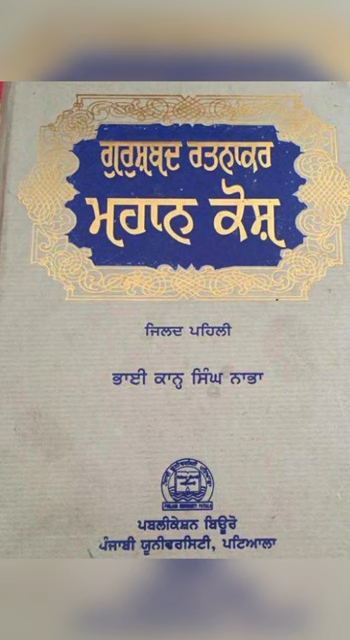 ਗੁਰੁਸ਼ਬਦ ਰਤਨਾਕਰ
ਮਹਾਨ ਕੋਸ਼
ਜਿਲਦ ਪਹਿਲੀ
ਭਾਈ ਕਾਨ੍ਹ ਸਿੰਘ ਨਾਭਾ
ਪਬਲੀਕੇਸ਼ਨ ਬਿਊਰੋ
ਪੰਜਾਬੀ ਯੂਨੀਵਰਸਿਟੀ, ਪਟਿਆਲਾ